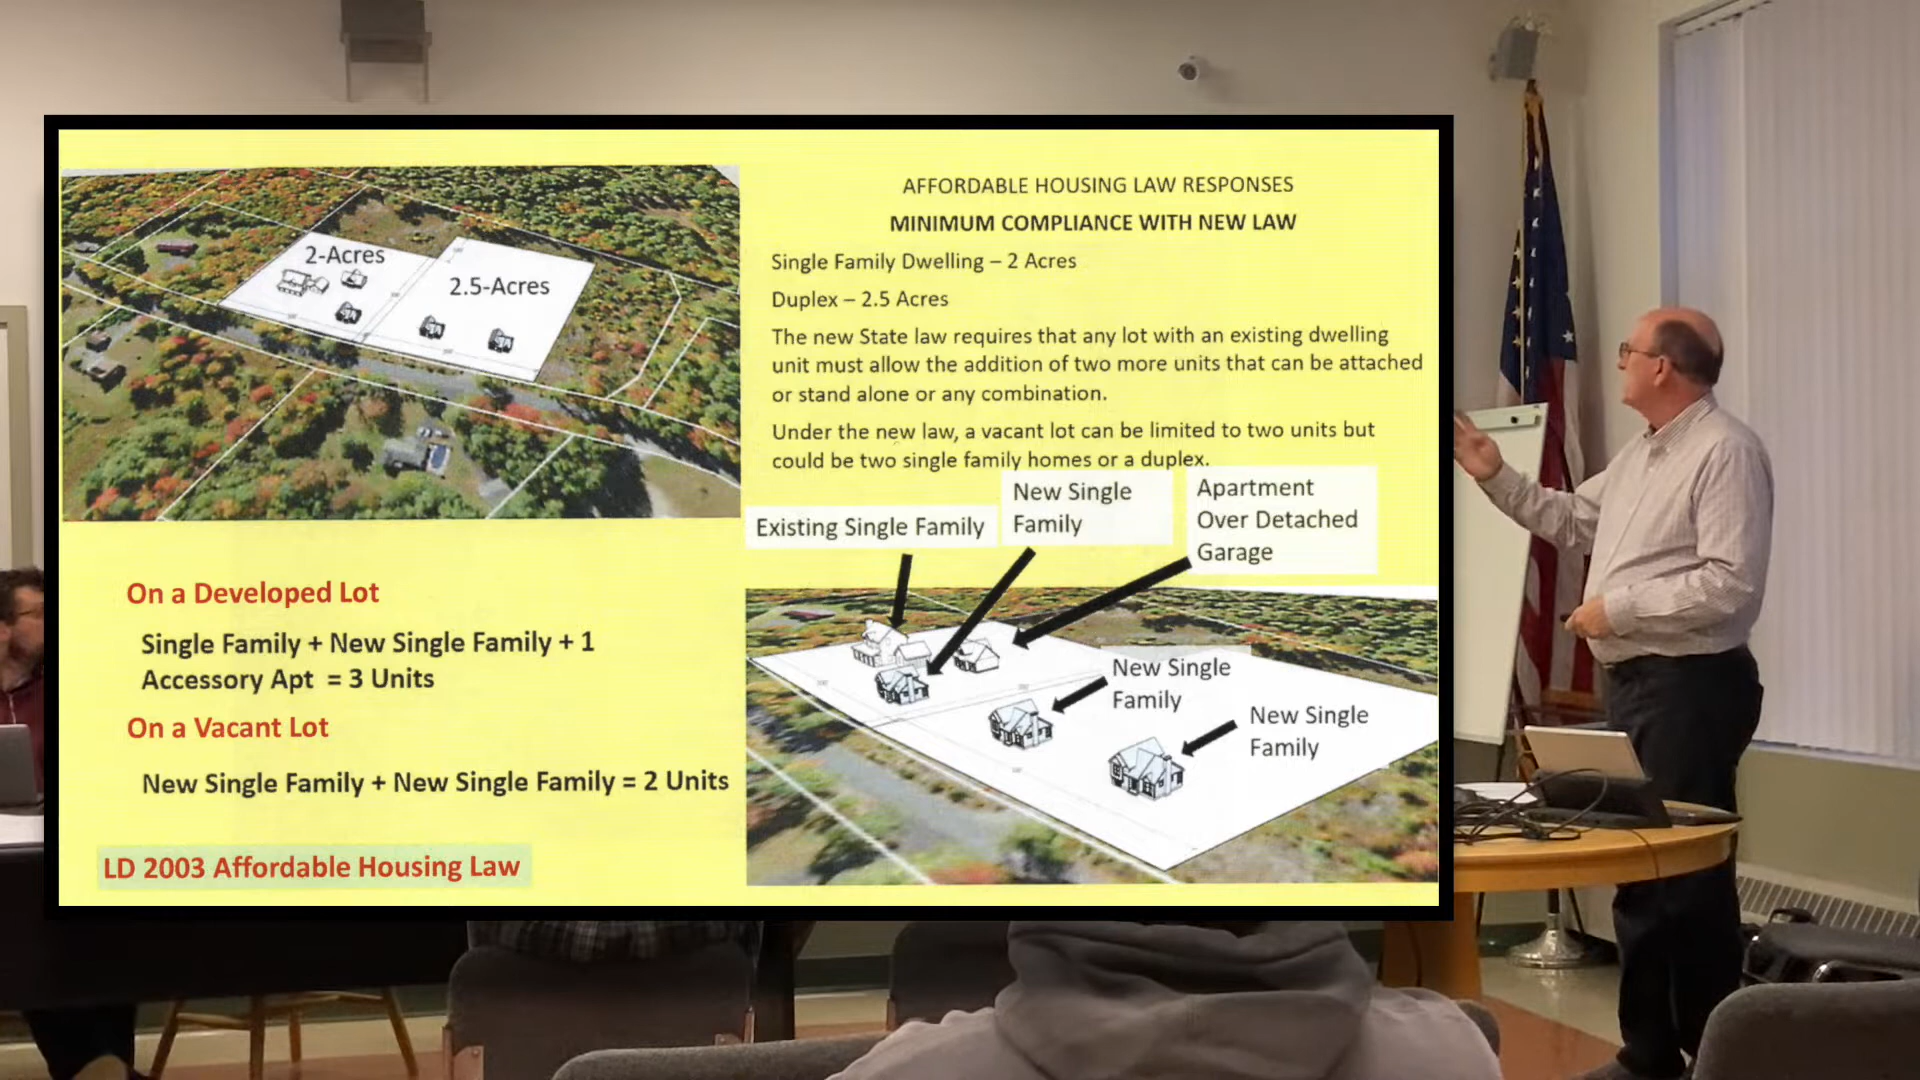 2-Acres
2.5-Acres
AFFORDABLE HOUSING LAW RESPONSES
MINIMUM COMPLIANCE WITH NEW LAW
Single Family Dwelling – 2 Acres
Duplex – 2.5 Acres
The new State law requires that any lot with an existing dwelling
unit must allow the addition of two more units that can be attached
or stand alone or any combination.
Under the new law, a vacant lot can be limited to two units but
could be two single family homes or a duplex.
Existing Single Family
New Single
Family
Apartment
Over Detached
Garage
New Single
Family
New Single
Family
On a Developed Lot
Single Family + New Single Family + 1
Accessory Apt = 3 Units
On a Vacant Lot
New Single Family + New Single Family = 2 Units
LD 2003 Affordable Housing Law